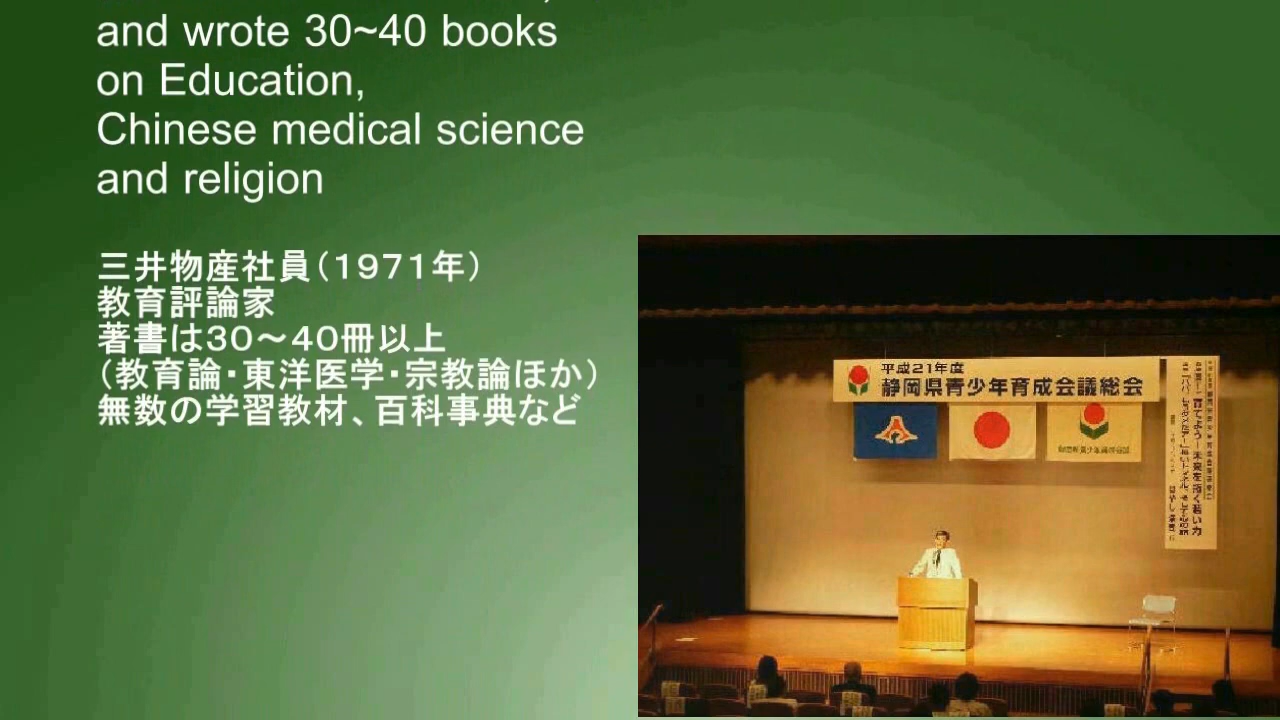 and wrote 30~40 books
on Education,
Chinese medical science
and religion
三井物産社員（１９７１年）
教育評論家
著書は３０～４０冊以上
（教育論・東洋医学・宗教論ほか）
無数の学習教材、百科事典など
平成21年度
静岡県青少年育成会議総会